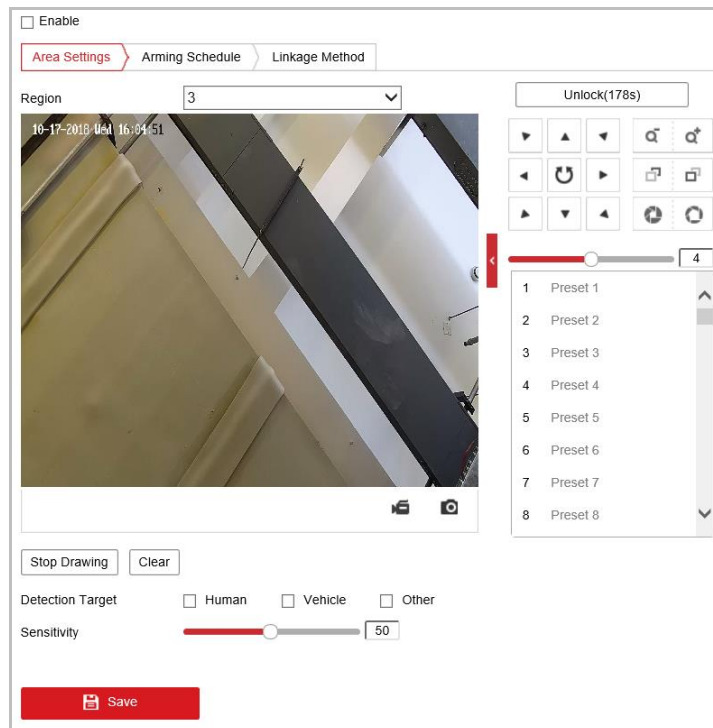 Enable
Area Settings Arming Schedule Linkage Method
Region 3
Unlock(178s)
10-17-2018 Wed 16:04:51
4
1 Preset 1
2 Preset 2
3 Preset 3
4 Preset 4
5 Preset 5
6 Preset 6
7 Preset 7
8 Preset 8
Stop Drawing Clear
Detection Target Human Vehicle Other
Sensitivity 50
Save